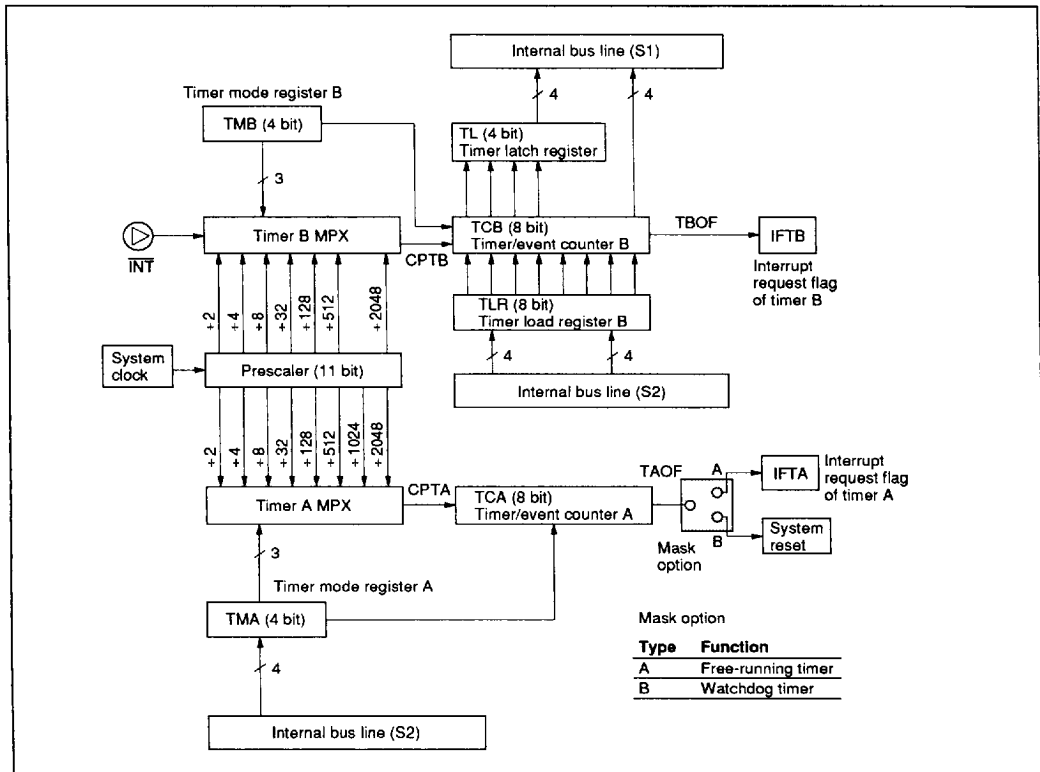 Internal bus line (S1)
4
4
Timer mode register B
TMB (4 bit)
TL (4 bit)
Timer latch register
3
INT
Timer B MPX
CPTB
TCB (8 bit)
Timer/event counter B
TBOF
IFTB
Interrupt
request flag
of timer B
÷2
÷4
÷8
÷32
÷128
÷512
÷2048
TLR (8 bit)
Timer load register B
4
4
System
clock
Prescaler (11 bit)
Internal bus line (S2)
÷2
÷4
÷8
÷32
÷128
÷512
÷1024
÷2048
Timer A MPX
CPTA
TCA (8 bit)
Timer/event counter A
TAOF
A
B
Mask
option
IFTA
Interrupt
request flag
of timer A
System
reset
3
Timer mode register A
TMA (4 bit)
4
Internal bus line (S2)
Mask option
Type Function
A Free-running timer
B Watchdog timer